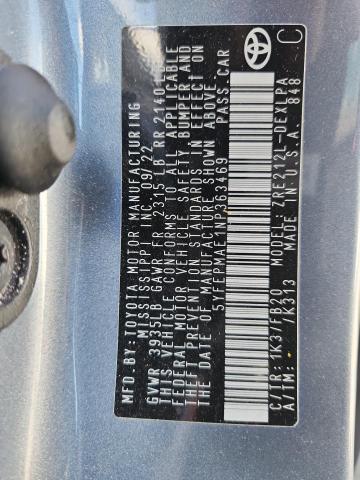 MFD. BY: TOYOTA MOTOR MANUFACTURING
MISSISSIPPI INC. 09/22
GVWR 3935LB GAWR FR 2315 LB RR 2140 LB
THIS VEHICLE CONFORMS TO ALL APPLICABLE
FEDERAL MOTOR VEHICLE SAFETY, BUMPER AND
THEFT PREVENTION STANDARDS IN EFFECT ON
THE DATE OF MANUFACTURE SHOWN ABOVE.
5YFEPMAE1NP363469 PASS. CAR
C/TR: 1K3/FB20 MODEL: ZRE212L-DEXLPA
A/TM: /K313 MADE IN U.S.A. 848
TOYOTA
C